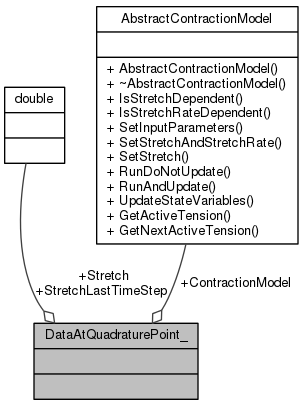 AbstractContractionModel
+ AbstractContractionModel()
+ ~AbstractContractionModel()
+ IsStretchDependent()
+ IsStretchRateDependent()
+ SetInputParameters()
+ SetStretchAndStretchRate()
+ SetStretch()
+ RunDoNotUpdate()
+ RunAndUpdate()
+ UpdateStateVariables()
+ GetActiveTension()
+ GetNextActiveTension()
double
+Stretch
+StretchLastTimeStep
+ContractionModel
DataAtQuadraturePoint_